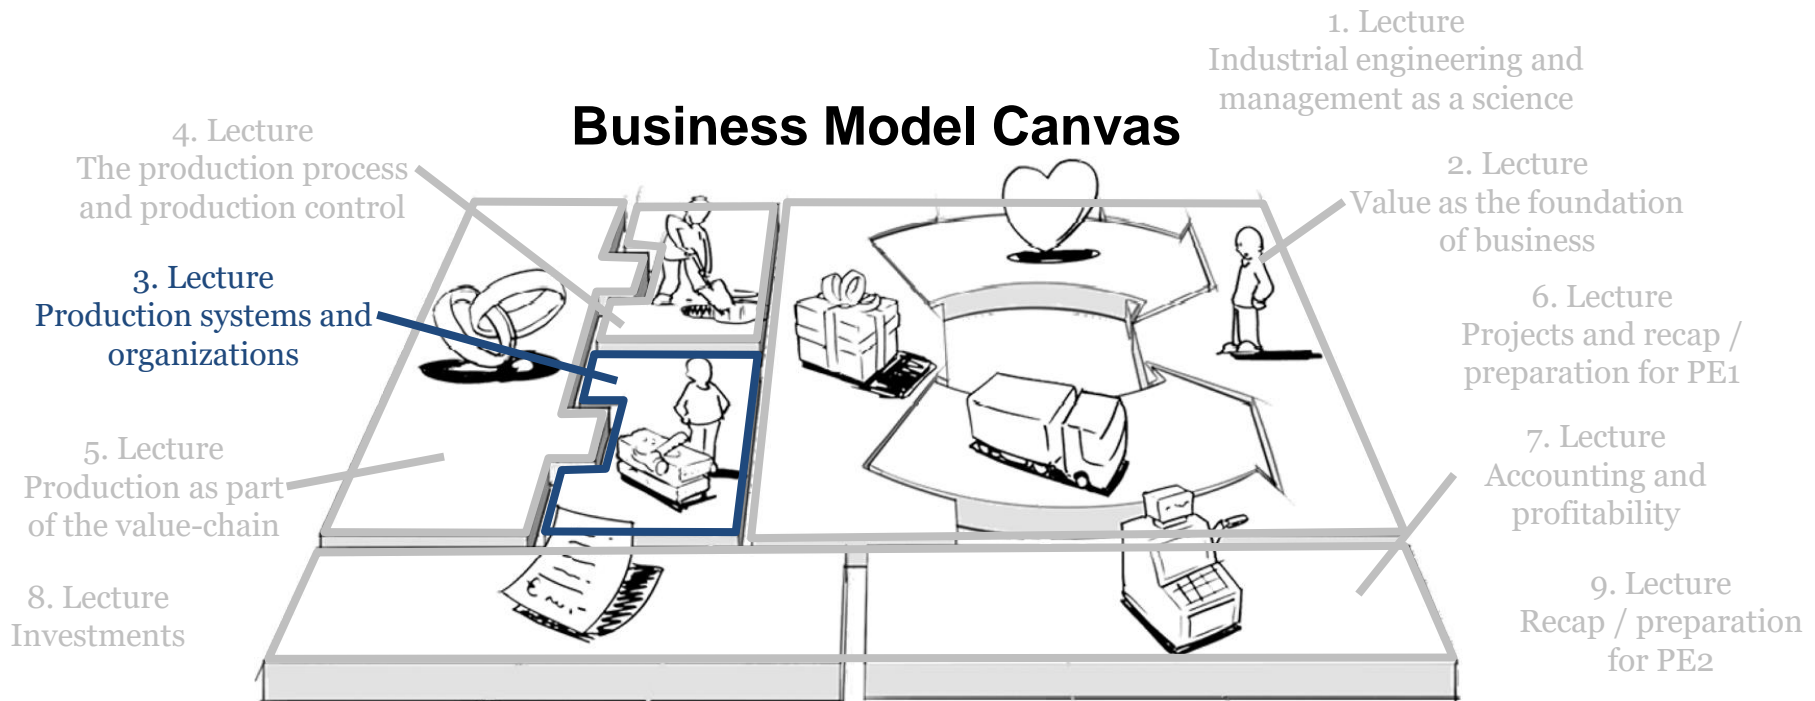 1. Lecture
Industrial engineering and
management as a science
Business Model Canvas
4. Lecture
The production process
and production control
2. Lecture
Value as the foundation
of business
3. Lecture
Production systems and
organizations
6. Lecture
Projects and recap /
preparation for PE1
5. Lecture
Production as part
of the value-chain
7. Lecture
Accounting and
profitability
8. Lecture
Investments
9. Lecture
Recap / preparation
for PE2